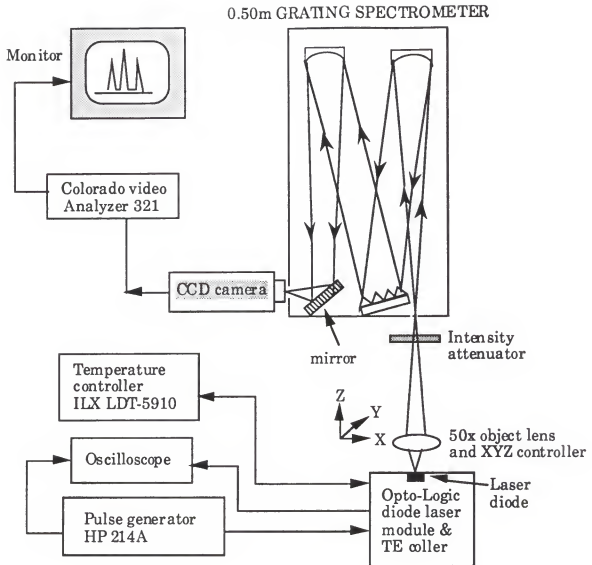 0.50m GRATING SPECTROMETER
Monitor
Colorado video
Analyzer 321
CCD camera
mirror
Intensity
attenuator
Temperature
controller
ILX LDT-5910
Z
Y
X
50x object lens
and XYZ controller
Oscilloscope
Laser
diode
Opto-Logic
diode laser
module &
TE coller
Pulse generator
HP 214A